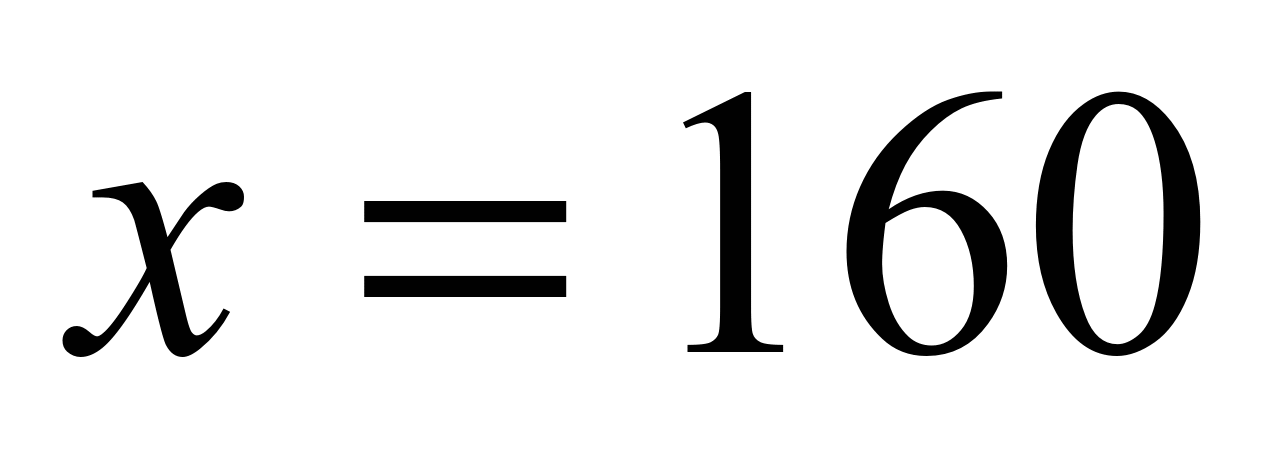 x = 160